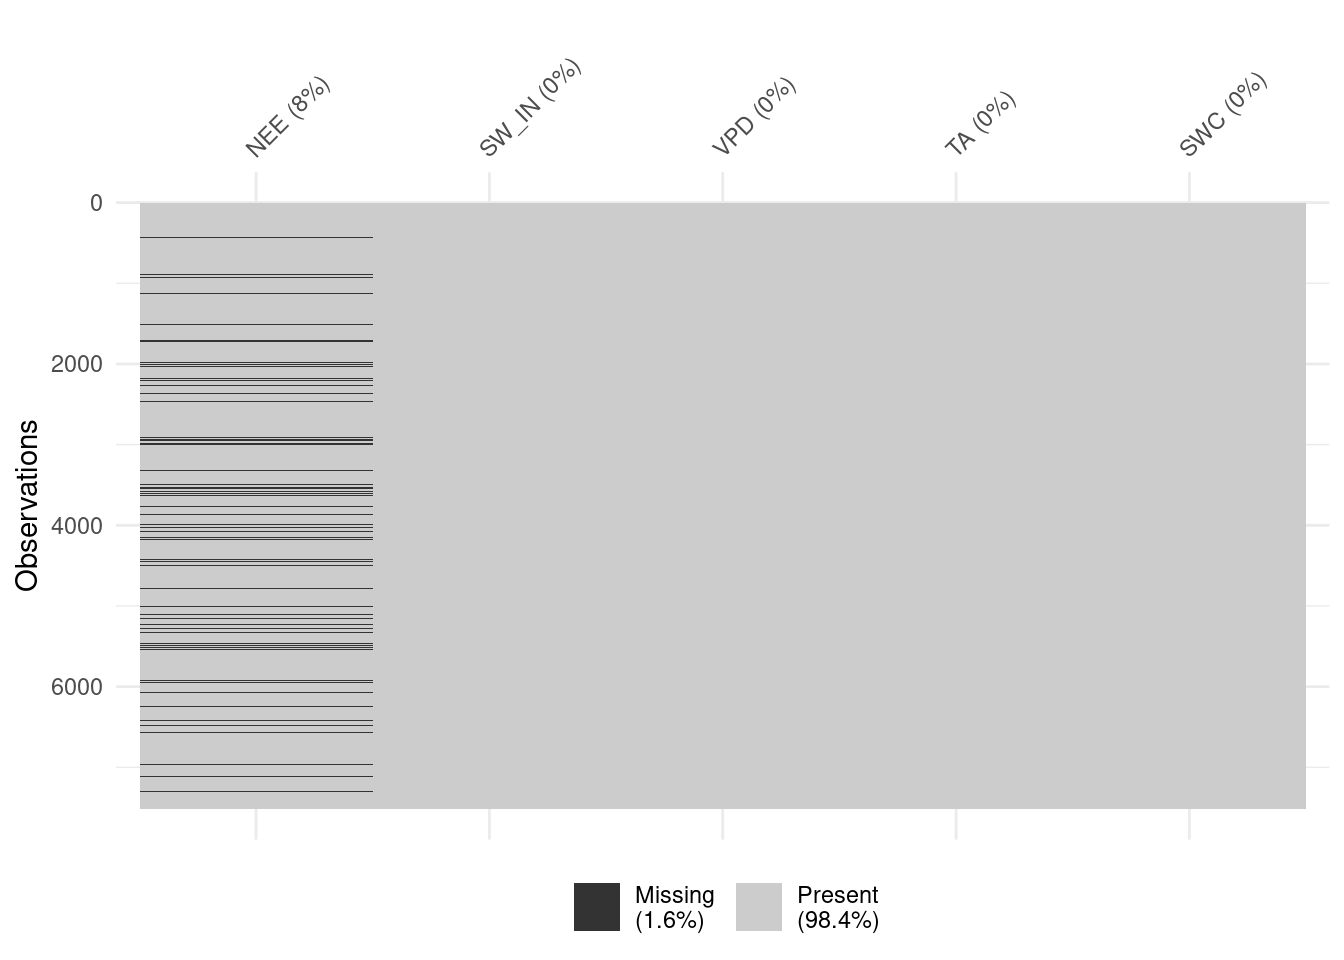 NEE (8%)
SW_IN (0%)
VPD (0%)
TA (0%)
SWC (0%)
0
2000
4000
6000
Observations
Missing
(1.6%)
Present
(98.4%)